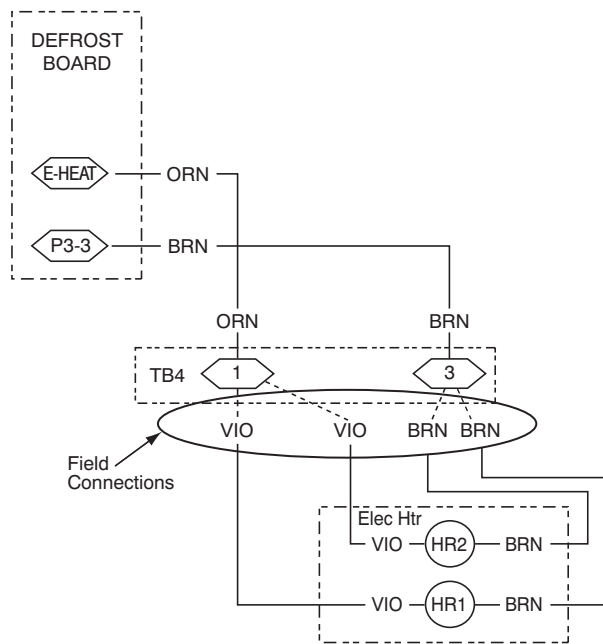 DEFROST
BOARD
E-HEAT
ORN
P3-3
BRN
ORN
BRN
TB4
1
3
VIO
VIO
BRN
BRN
Field
Connections
Elec Htr
VIO
HR2
BRN
VIO
HR1
BRN